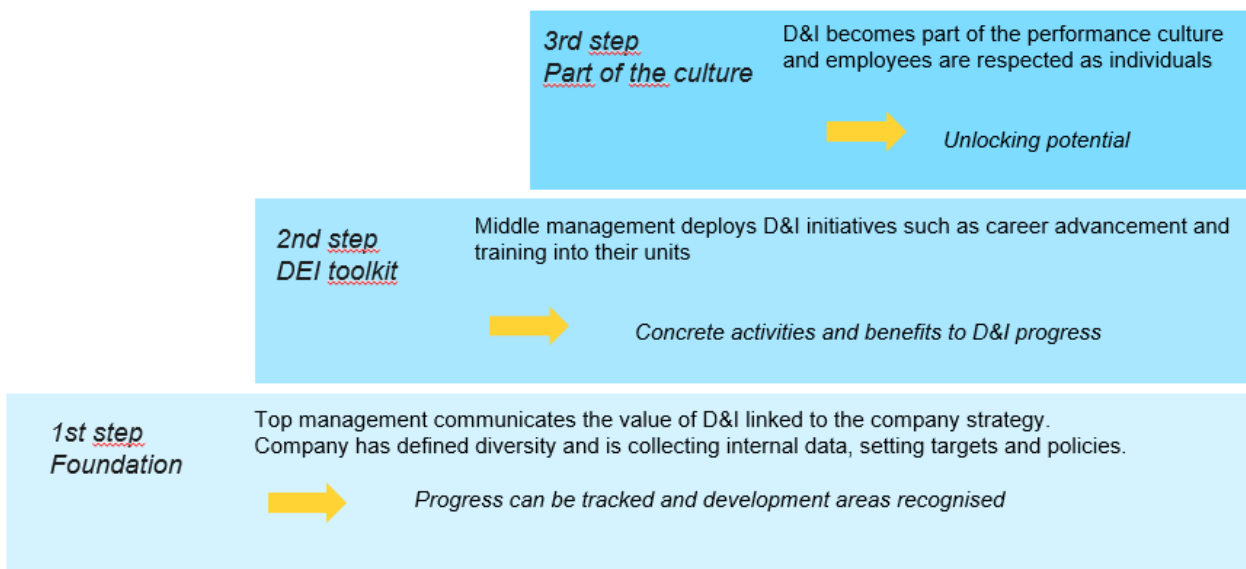 3rd step
Part of the culture
D&I becomes part of the performance culture
and employees are respected as individuals
Unlocking potential
2nd step
DEI toolkit
Middle management deploys D&I initiatives such as career advancement and
training into their units
Concrete activities and benefits to D&I progress
1st step
Foundation
Top management communicates the value of D&I linked to the company strategy.
Company has defined diversity and is collecting internal data, setting targets and policies.
Progress can be tracked and development areas recognised